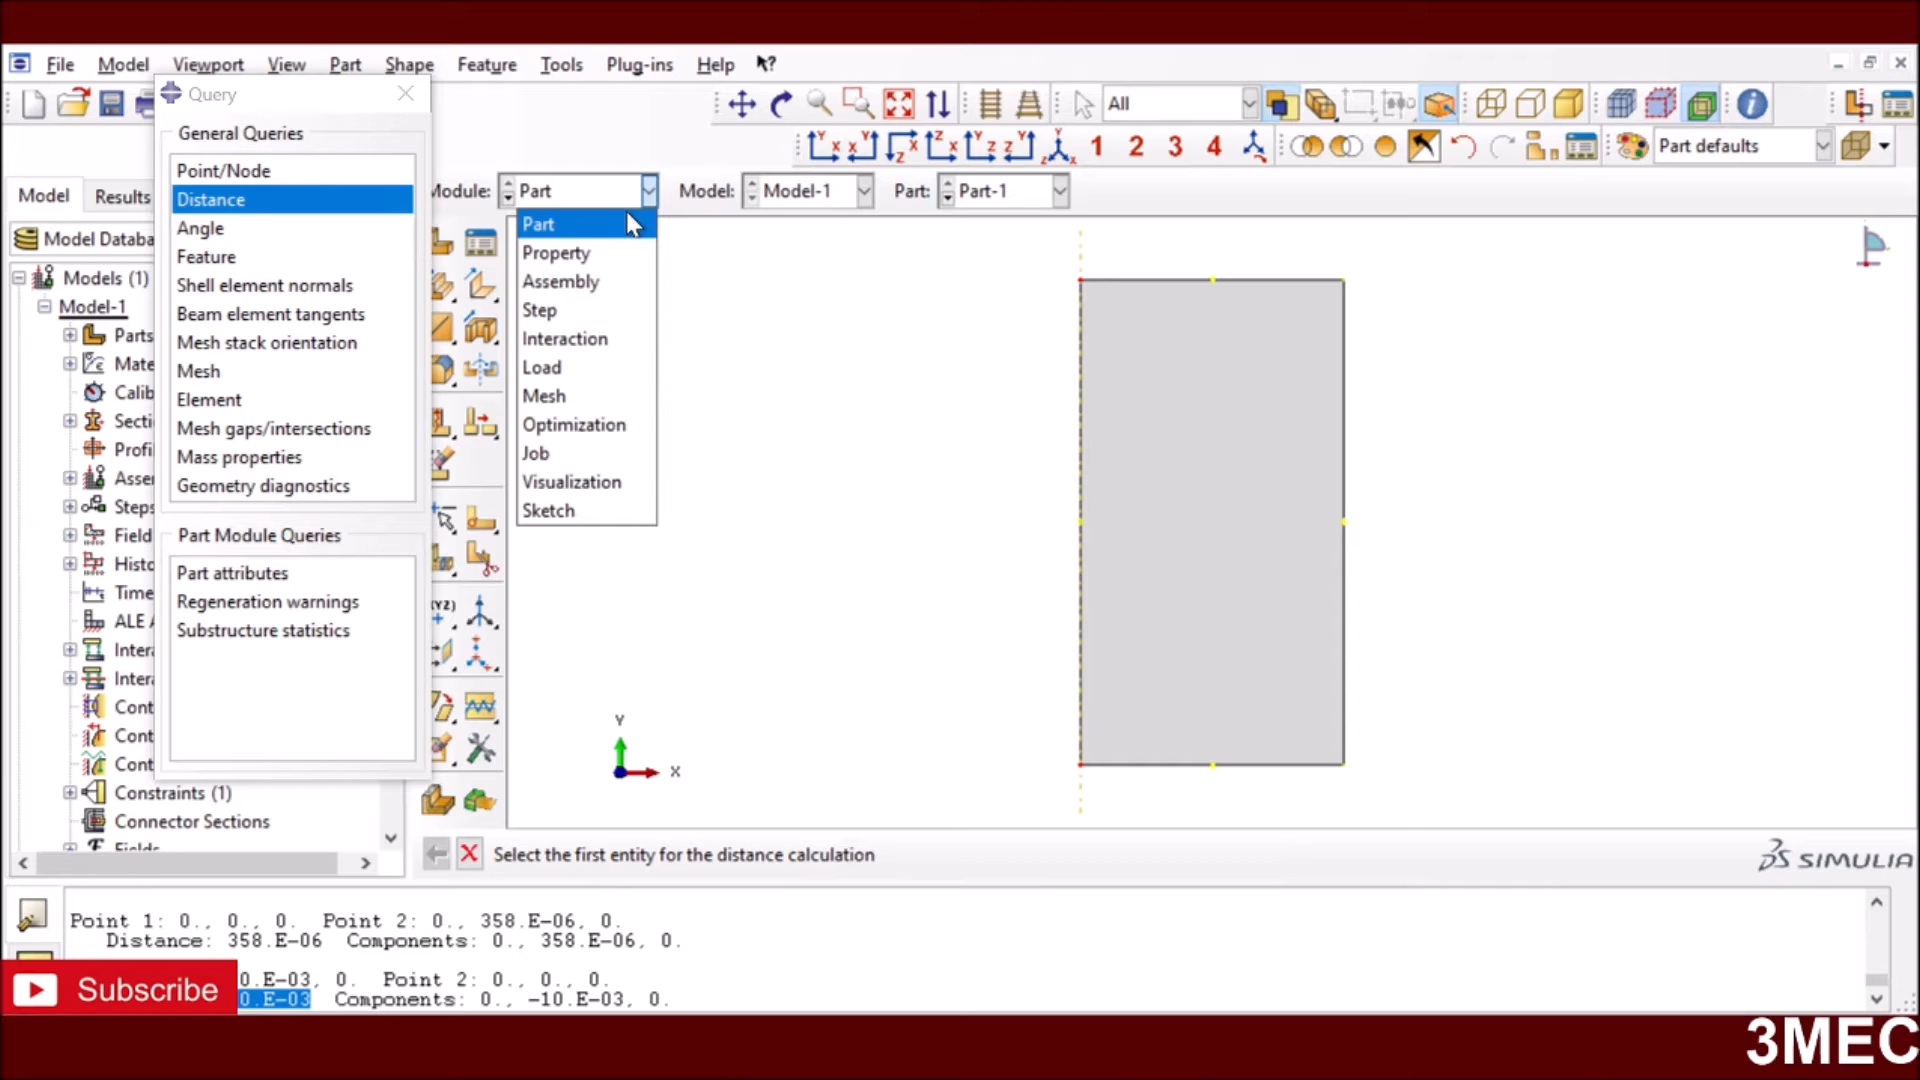 File Model Viewport View Part Shape Feature Tools Plug-ins Help
Query
General Queries
Point/Node
Distance
Angle
Feature
Shell element normals
Beam element tangents
Mesh stack orientation
Mesh
Element
Mesh gaps/intersections
Mass properties
Geometry diagnostics
Part Module Queries
Part attributes
Regeneration warnings
Substructure statistics
All
1 2 3 4
Part defaults
Model Results
Module: Part Model: Model-1 Part: Part-1
Part
Property
Assembly
Step
Interaction
Load
Mesh
Optimization
Job
Visualization
Sketch
Model Databa
Models (1)
Model-1
Parts
Mate
Calib
Secti
Profil
Asser
Steps
Field
Histo
Time
ALE A
Intera
Intera
Cont
Cont
Cont
Constraints (1)
Connector Sections
Fields
Y
X
Select the first entity for the distance calculation
SIMULIA
Point 1: 0., 0., 0. Point 2: 0., 358.E-06, 0.
Distance: 358.E-06 Components: 0., 358.E-06, 0.
0.E-03, 0. Point 2: 0., 0., 0.
0.E-03 Components: 0., -10.E-03, 0.
Subscribe
3MEC